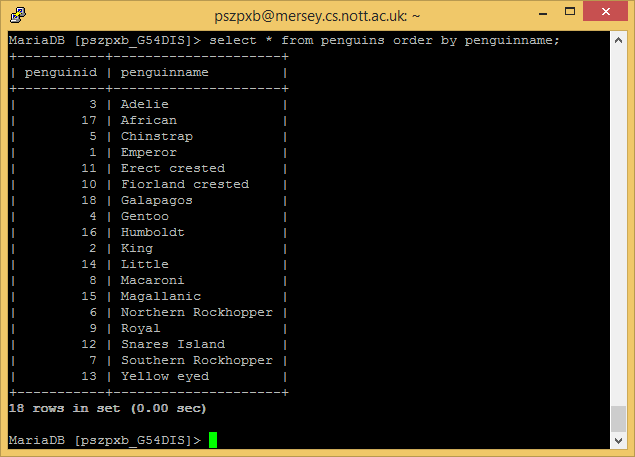 pszpxb@mersey.cs.nott.ac.uk: ~
MariaDB [pszpxb_G54DIS]> select * from penguins order by penguinname;
+-----------+---------------------+
| penguinid | penguinname         |
+-----------+---------------------+
|         3 | Adelie              |
|        17 | African             |
|         5 | Chinstrap           |
|         1 | Emperor             |
|        11 | Erect crested       |
|        10 | Fiorland crested    |
|        18 | Galapagos           |
|         4 | Gentoo              |
|        16 | Humboldt            |
|         2 | King                |
|        14 | Little              |
|         8 | Macaroni            |
|        15 | Magallanic          |
|         6 | Northern Rockhopper |
|         9 | Royal               |
|        12 | Snares Island       |
|         7 | Southern Rockhopper |
|        13 | Yellow eyed         |
+-----------+---------------------+
18 rows in set (0.00 sec)
MariaDB [pszpxb_G54DIS]>